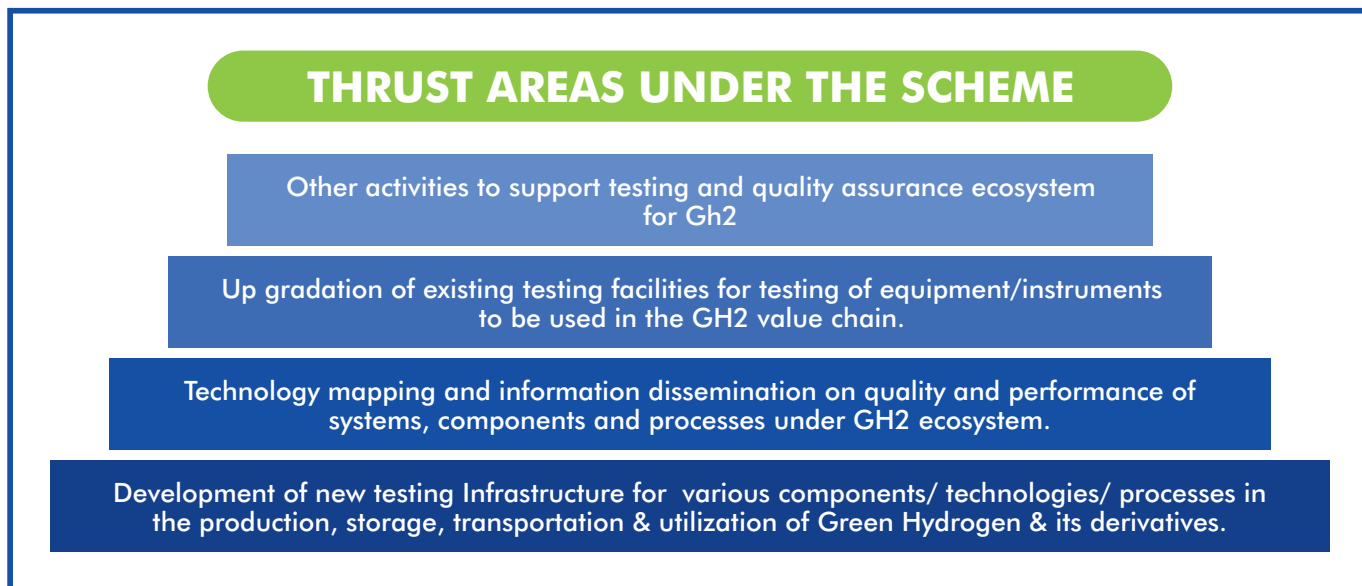 THRUST AREAS UNDER THE SCHEME
Other activities to support testing and quality assurance ecosystem
for Gh2
Up gradation of existing testing facilities for testing of equipment/instruments
to be used in the GH2 value chain.
Technology mapping and information dissemination on quality and performance of
systems, components and processes under GH2 ecosystem.
Development of new testing Infrastructure for various components/ technologies/ processes in
the production, storage, transportation & utilization of Green Hydrogen & its derivatives.